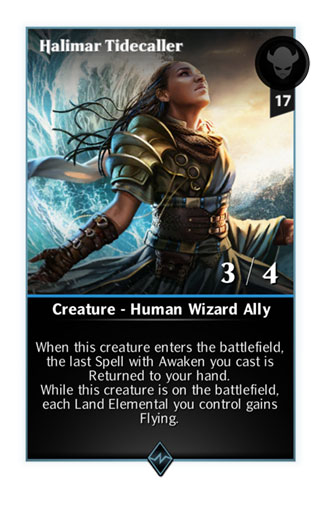 Halimar Tidecaller
17
3 / 4
Creature - Human Wizard Ally
When this creature enters the battlefield,
the last Spell with Awaken you cast is
Returned to your hand.
While this creature is on the battlefield,
each Land Elemental you control gains
Flying.